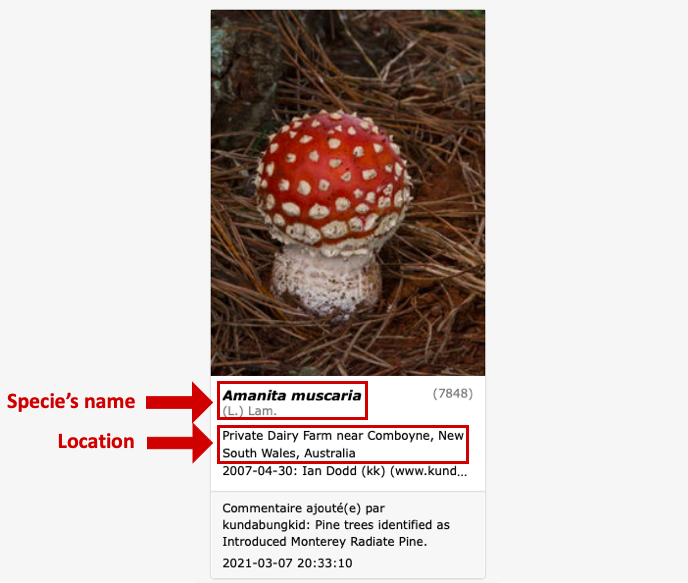 Amanita muscaria (7848)
(L.) Lam.
Specie's name
Private Dairy Farm near Comboyne, New
South Wales, Australia
Location
2007-04-30: Ian Dodd (kk) (www.kund...
Commentaire ajouté(e) par
kundabungkid: Pine trees identified as
Introduced Monterey Radiate Pine.
2021-03-07 20:33:10